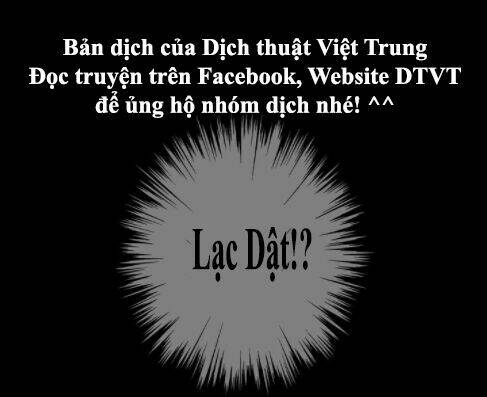 Bản dịch của Dịch thuật Việt Trung
Đọc truyện trên Facebook, Website DTVT
để ủng hộ nhóm dịch nhé! ^^
Lạc Dật!?